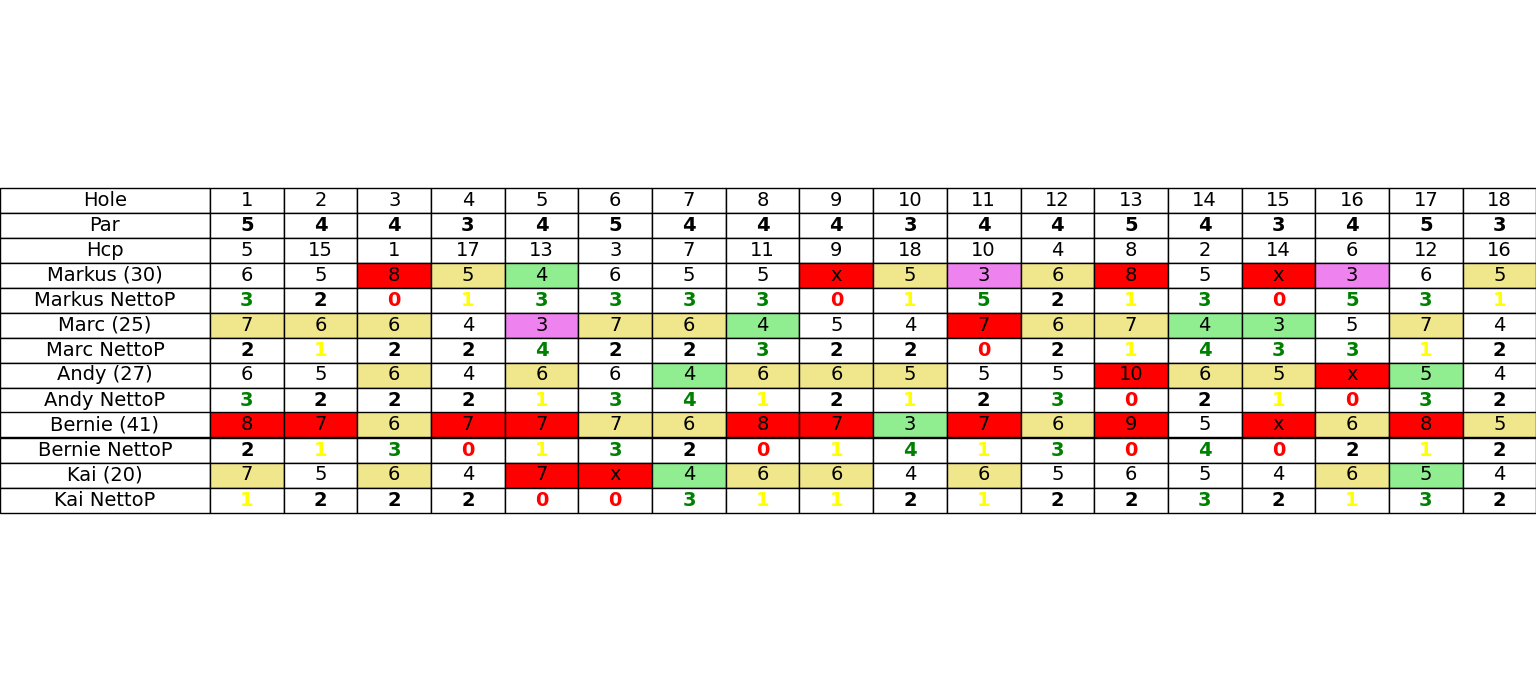 Hole 1 2 3 4 5 6 7 8 9 10 11 12 13 14 15 16 17 18
Par 5 4 4 3 4 5 4 4 4 3 4 4 5 4 3 4 5 3
Hcp 5 15 1 17 13 3 7 11 9 18 10 4 8 2 14 6 12 16
Markus (30) 6 5 8 5 4 6 5 5 x 5 3 6 8 5 x 3 6 5
Markus NettoP 3 2 0 1 3 3 3 3 0 1 5 2 1 3 0 5 3 1
Marc (25) 7 6 6 4 3 7 6 4 5 4 7 6 7 4 3 5 7 4
Marc NettoP 2 1 2 2 4 2 2 3 2 2 0 2 1 4 3 3 1 2
Andy (27) 6 5 6 4 6 6 4 6 6 5 5 5 10 6 5 x 5 4
Andy NettoP 3 2 2 2 1 3 4 1 2 1 2 3 0 2 1 0 3 2
Bernie (41) 8 7 6 7 7 7 6 8 7 3 7 6 9 5 x 6 8 5
Bernie NettoP 2 1 3 0 1 3 2 0 1 4 1 3 0 4 0 2 1 2
Kai (20) 7 5 6 4 7 x 4 6 6 4 6 5 6 5 4 6 5 4
Kai NettoP 1 2 2 2 0 0 3 1 1 2 1 2 2 3 2 1 3 2